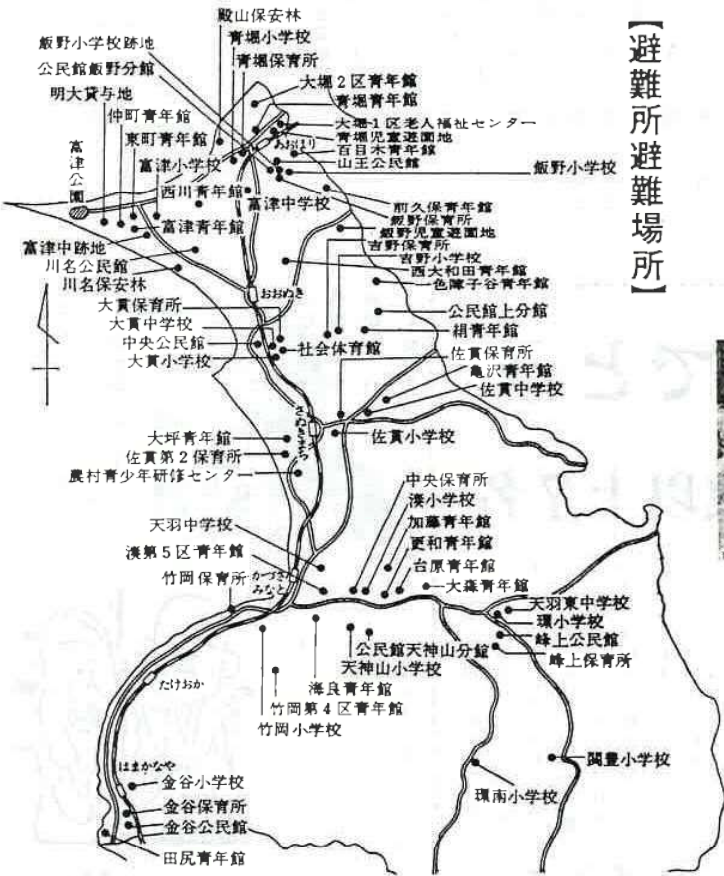 【避難所避難場所】
殿山保安林
青堀小学校
飯野小学校跡地
青堀保育所
公民館飯野分館
大堀2区青年館
明大貸与地
青堀青年館
仲町青年館
大堀1区老人福祉センター
東町青年館
青堀児童遊園地
あおほり
百目木青年館
富津公園
富津小学校
山王公民館
飯野小学校
西川青年館
富津中学校
前久保青年館
飯野保育所
富津青年館
飯野児童遊園地
富津中跡地
吉野保育所
川名公民館
吉野小学校
川名保安林
西大和田青年館
色障子谷青年館
おおぬき
大貫保育所
公民館上分館
大貫中学校
絹青年館
中央公民館
社会体育館
大貫小学校
佐貫保育所
亀沢青年館
佐貫中学校
さぬきまち
大坪青年館
佐貫小学校
佐貫第2保育所
農村青少年研修センター
中央保育所
湊小学校
天羽中学校
加藤青年館
更和青年館
湊第5区青年館
台原青年館
竹岡保育所
かづさみなと
大森青年館
天羽東中学校
環小学校
峰上公民館
公民館天神山分館
峰上保育所
天神山小学校
海良青年館
たけおか
竹岡第4区青年館
竹岡小学校
はまかなや
関豊小学校
金谷小学校
環南小学校
金谷保育所
金谷公民館
田尻青年館